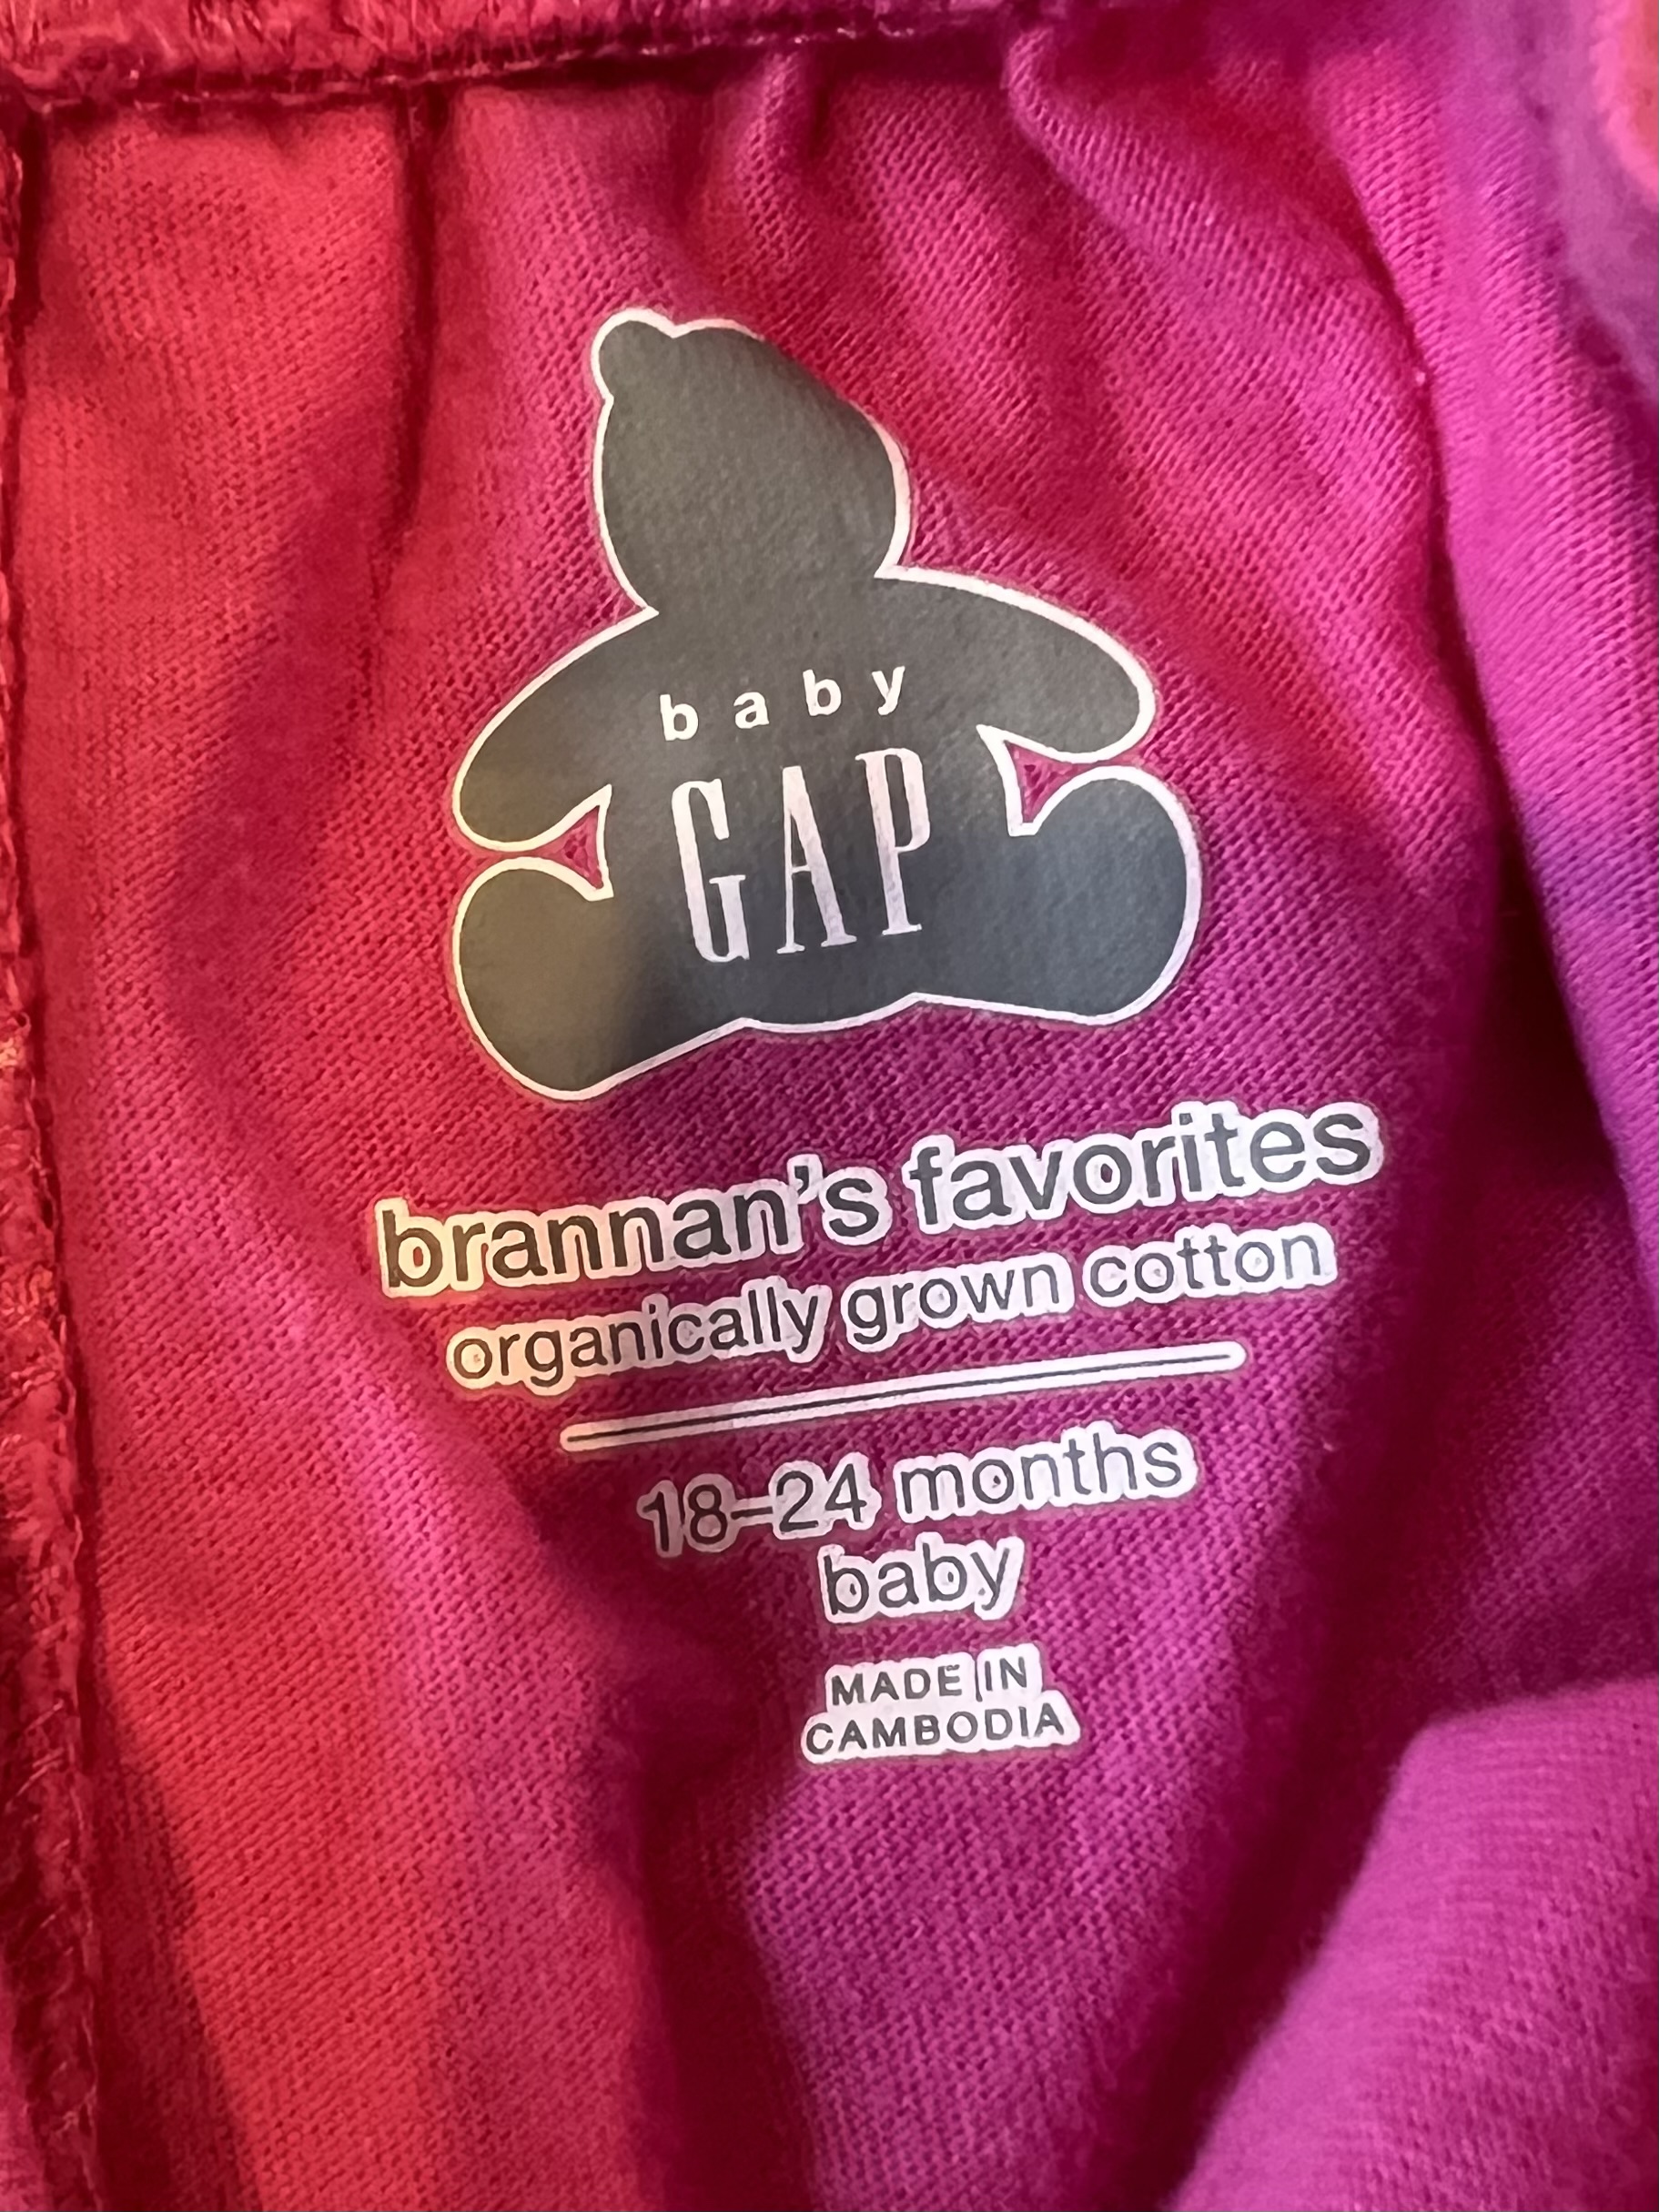 baby
GAP
brannan's favorites
organically grown cotton
18–24 months
baby
MADE IN
CAMBODIA